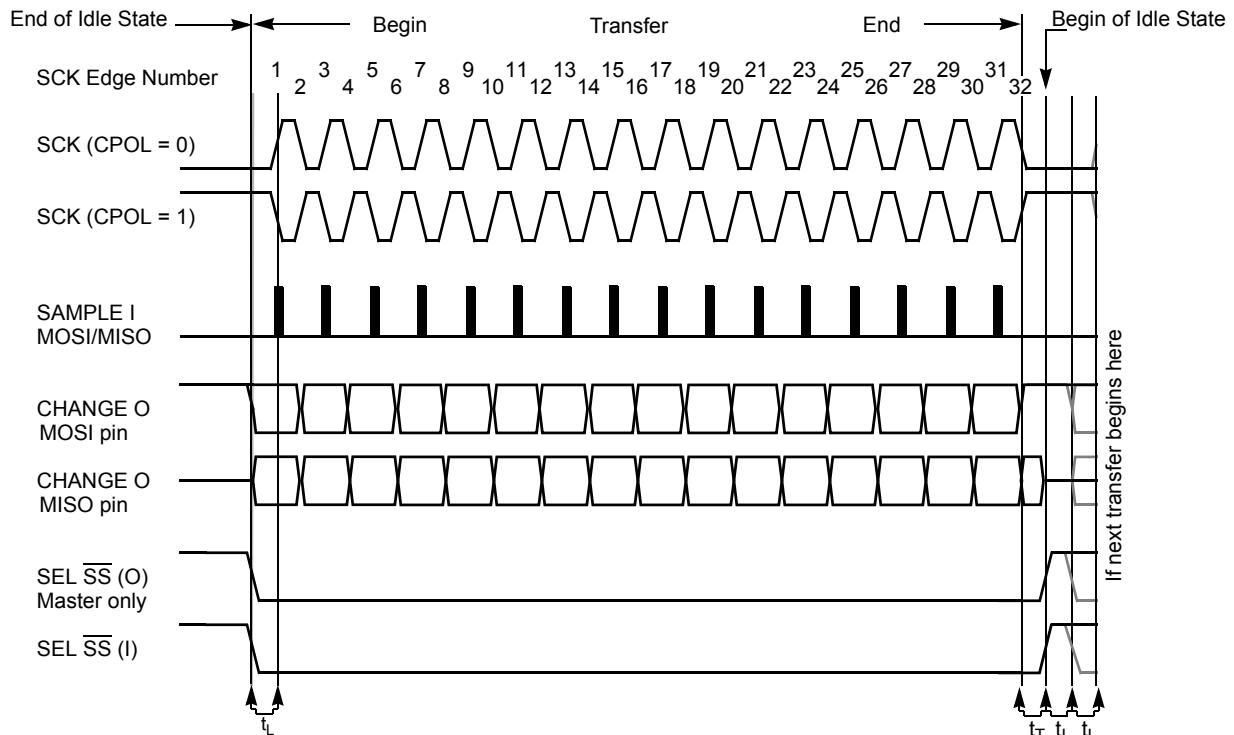 End of Idle State
Begin
Transfer
End
Begin of Idle State
SCK Edge Number
1 3 5 7 9 11 13 15 17 19 21 23 25 27 29 31
2 4 6 8 10 12 14 16 18 20 22 24 26 28 30 32
SCK (CPOL = 0)
SCK (CPOL = 1)
SAMPLE I
MOSI/MISO
CHANGE O
MOSI pin
CHANGE O
MISO pin
SEL SS (O)
Master only
SEL SS (I)
If next transfer begins here
tL
tT